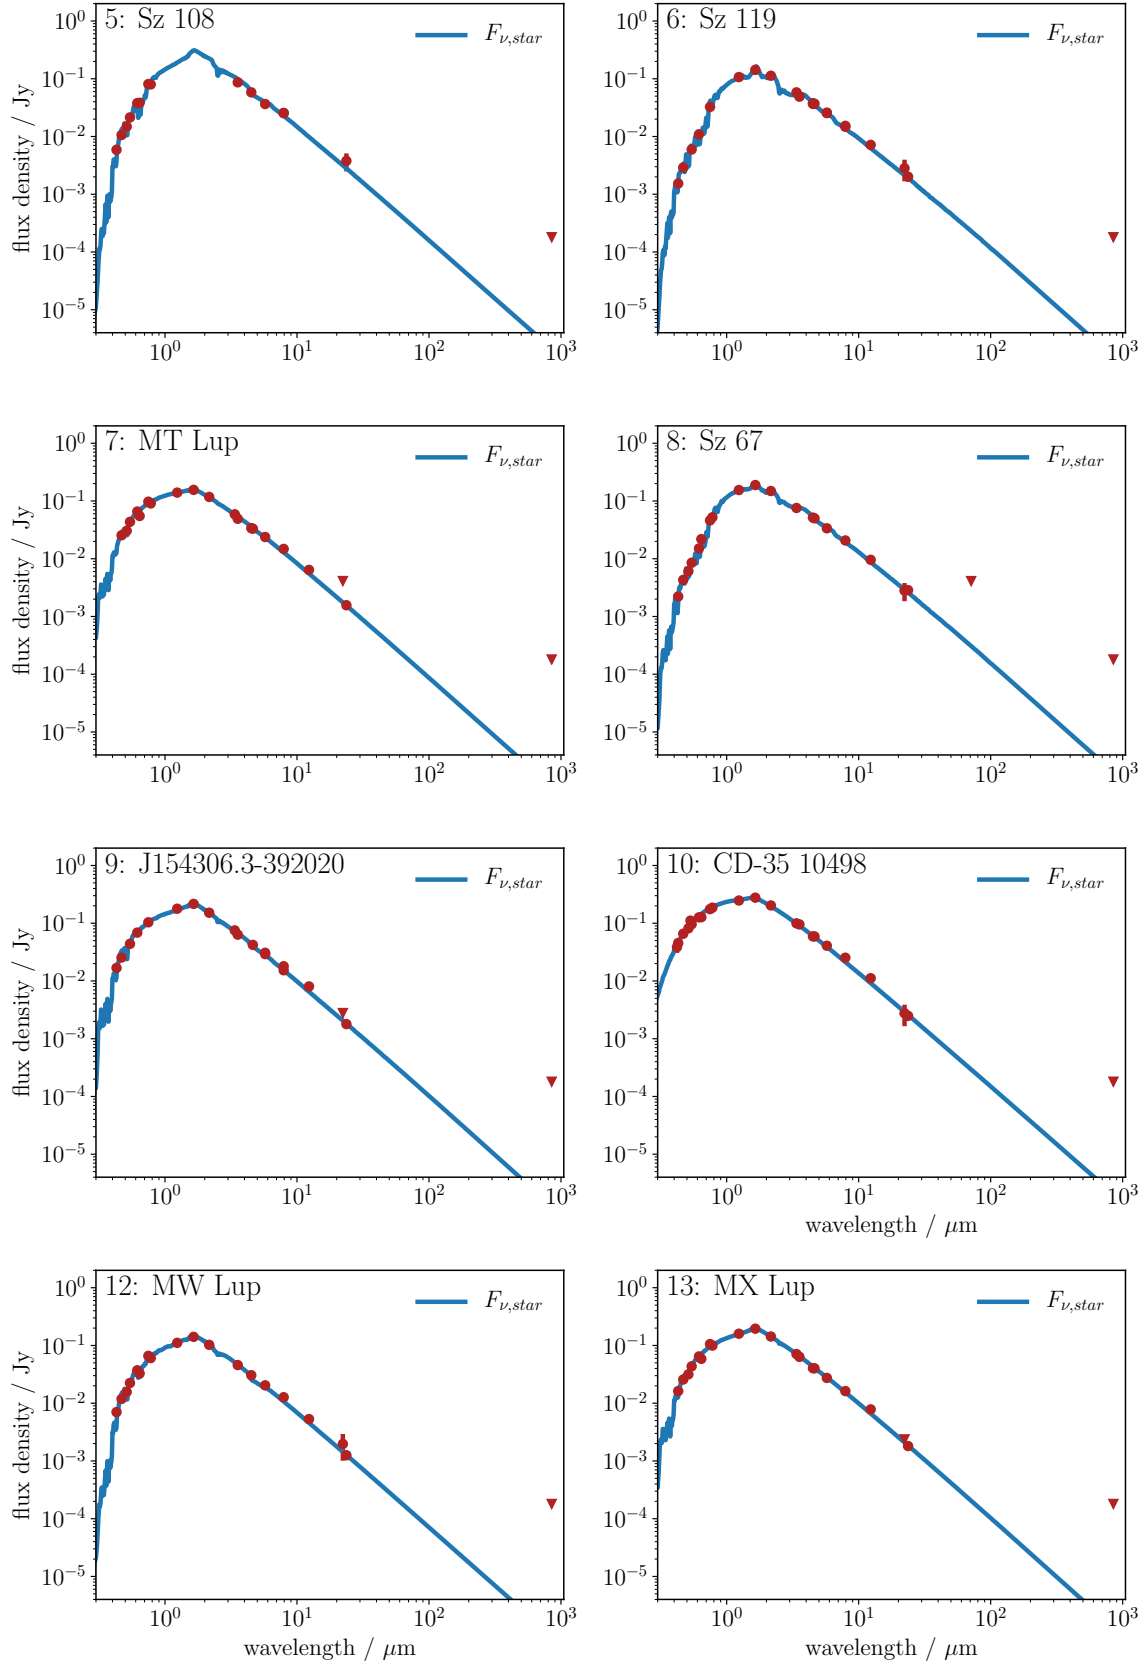 5: Sz 108
F_{ν,star}
10^0
10^{-1}
10^{-2}
10^{-3}
10^{-4}
10^{-5}
flux density / Jy
10^0 10^1 10^2 10^3
6: Sz 119
F_{ν,star}
10^0
10^{-1}
10^{-2}
10^{-3}
10^{-4}
10^{-5}
10^0 10^1 10^2 10^3
7: MT Lup
F_{ν,star}
10^0
10^{-1}
10^{-2}
10^{-3}
10^{-4}
10^{-5}
flux density / Jy
10^0 10^1 10^2 10^3
8: Sz 67
F_{ν,star}
10^0
10^{-1}
10^{-2}
10^{-3}
10^{-4}
10^{-5}
10^0 10^1 10^2 10^3
9: J154306.3-392020
F_{ν,star}
10^0
10^{-1}
10^{-2}
10^{-3}
10^{-4}
10^{-5}
flux density / Jy
10^0 10^1 10^2 10^3
10: CD-35 10498
F_{ν,star}
10^0
10^{-1}
10^{-2}
10^{-3}
10^{-4}
10^{-5}
10^0 10^1 10^2 10^3
wavelength / μm
12: MW Lup
F_{ν,star}
10^0
10^{-1}
10^{-2}
10^{-3}
10^{-4}
10^{-5}
flux density / Jy
10^0 10^1 10^2 10^3
wavelength / μm
13: MX Lup
F_{ν,star}
10^0
10^{-1}
10^{-2}
10^{-3}
10^{-4}
10^{-5}
10^0 10^1 10^2 10^3
wavelength / μm